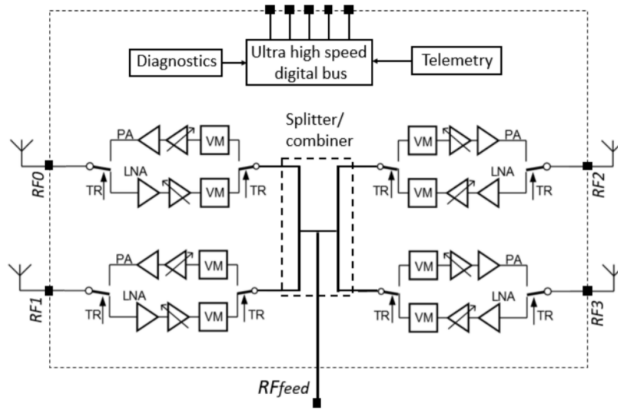 Diagnostics
Ultra high speed
digital bus
Telemetry
Splitter/
combiner
PA
VM
LNA
VM
TR
TR
RF0
VM
PA
VM
LNA
TR
TR
RF2
PA
VM
LNA
VM
TR
TR
RF1
VM
PA
VM
LNA
TR
TR
RF3
RFfeed